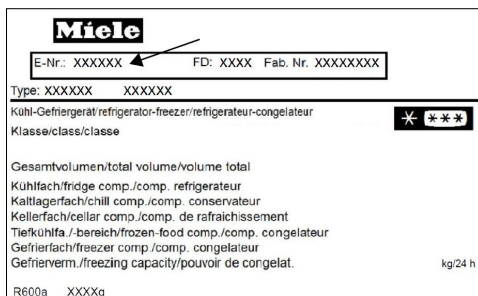 Miele
E-Nr.: XXXXXX FD: XXXX Fab. Nr. XXXXXXXX
Type: XXXXXX XXXXXX
Kühl-Gefriergerät/refrigerator-freezer/refrigerateur-congelateur
Klasse/class/classe
Gesamtvolumen/total volume/volume total
Kühlfach/fridge comp./comp. refrigerateur
Kaltlagerfach/chill comp./comp. conservateur
Kellerfach/cellar comp./comp. de rafraichissement
Tiefkühlfa./-bereich/frozen-food comp./comp. congelateur
Gefrierfach/freezer comp./comp. congelateur
Gefrierverm./freezing capacity/pouvoir de congelat. kg/24 h
R600a XXXXg